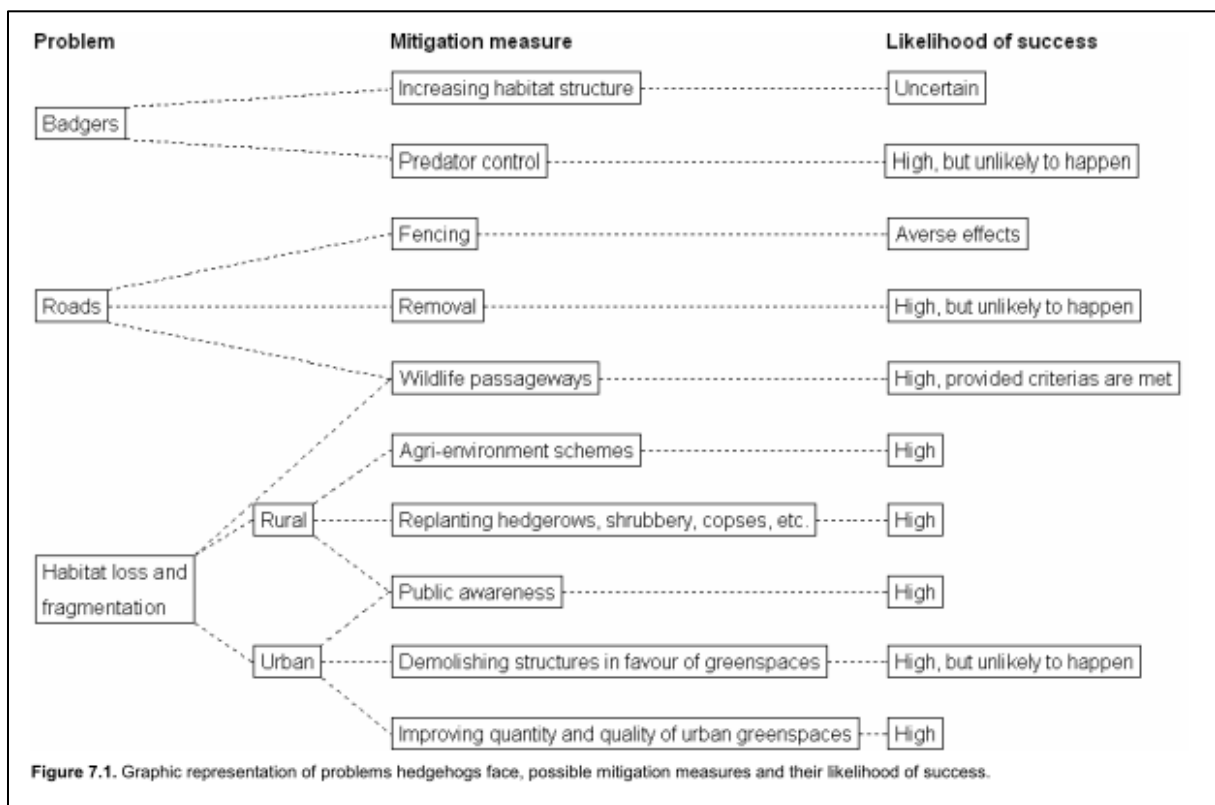 Problem Mitigation measure Likelihood of success
Increasing habitat structure Uncertain
Badgers
Predator control High, but unlikely to happen
Fencing Averse effects
Roads Removal High, but unlikely to happen
Wildlife passageways High, provided criterias are met
Agri-environment schemes High
Rural Replanting hedgerows, shrubbery, copses, etc. High
Habitat loss and
fragmentation
Public awareness High
Urban Demolishing structures in favour of greenspaces High, but unlikely to happen
Improving quantity and quality of urban greenspaces High
Figure 7.1. Graphic representation of problems hedgehogs face, possible mitigation measures and their likelihood of success.